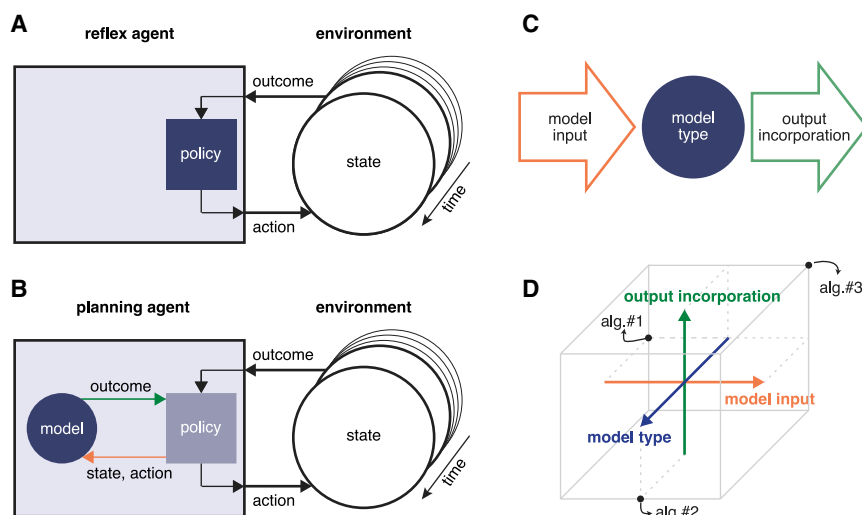 A
reflex agent
environment
outcome
policy
state
action
time
B
planning agent
environment
outcome
outcome
model
policy
state
state, action
action
time
C
model
input
model
type
output
incorporation
D
output incorporation
alg.#3
alg.#1
model input
model type
alg.#2